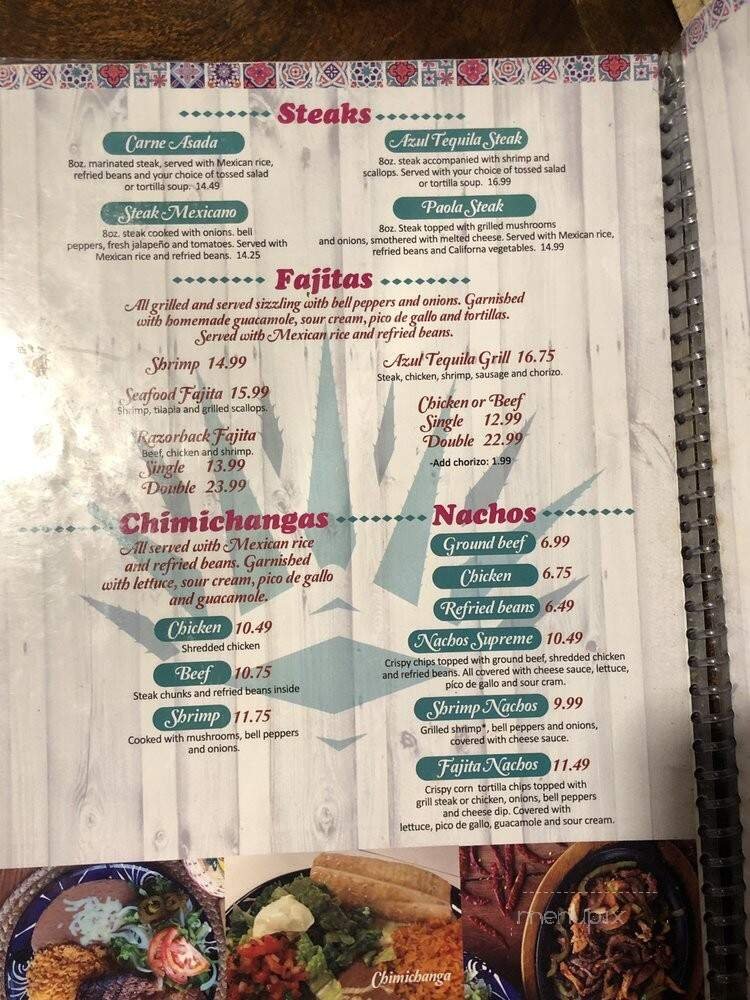 Steaks
Carne Asada
8oz. marinated steak, served with Mexican rice,
refried beans and your choice of tossed salad
or tortilla soup. 14.49
Steak Mexicano
8oz. steak cooked with onions. bell
peppers, fresh jalapeño and tomatoes. Served with
Mexican rice and refried beans. 14.25
Azul Tequila Steak
8oz. steak accompanied with shrimp and
scallops. Served with your choice of tossed salad
or tortilla soup. 16.99
Paola Steak
8oz. Steak topped with grilled mushrooms
and onions, smothered with melted cheese. Served with Mexican rice,
refried beans and Californa vegetables. 14.99
Fajitas
All grilled and served sizzling with bell peppers and onions. Garnished
with homemade guacamole, sour cream, pico de gallo and tortillas.
Served with Mexican rice and refried beans.
Shrimp 14.99
Seafood Fajita 15.99
Shrimp, tilapia and grilled scallops.
Razorback Fajita
Beef, chicken and shrimp.
Single 13.99
Double 23.99
Azul Tequila Grill 16.75
Steak, chicken, shrimp, sausage and chorizo.
Chicken or Beef
Single 12.99
Double 22.99
-Add chorizo: 1.99
Chimichangas
All served with Mexican rice
and refried beans. Garnished
with lettuce, sour cream, pico de gallo
and guacamole.
Chicken 10.49
Shredded chicken
Beef 10.75
Steak chunks and refried beans inside
Shrimp 11.75
Cooked with mushrooms, bell peppers
and onions.
Nachos
Ground beef 6.99
Chicken 6.75
Refried beans 6.49
Nachos Supreme 10.49
Crispy chips topped with ground beef, shredded chicken
and refried beans. All covered with cheese sauce, lettuce,
pico de gallo and sour cram.
Shrimp Nachos 9.99
Grilled shrimp*, bell peppers and onions,
covered with cheese sauce.
Fajita Nachos 11.49
Crispy corn tortilla chips topped with
grill steak or chicken, onions, bell peppers
and cheese dip. Covered with
lettuce, pico de gallo, guacamole and sour cream.
Chimichanga
menupix